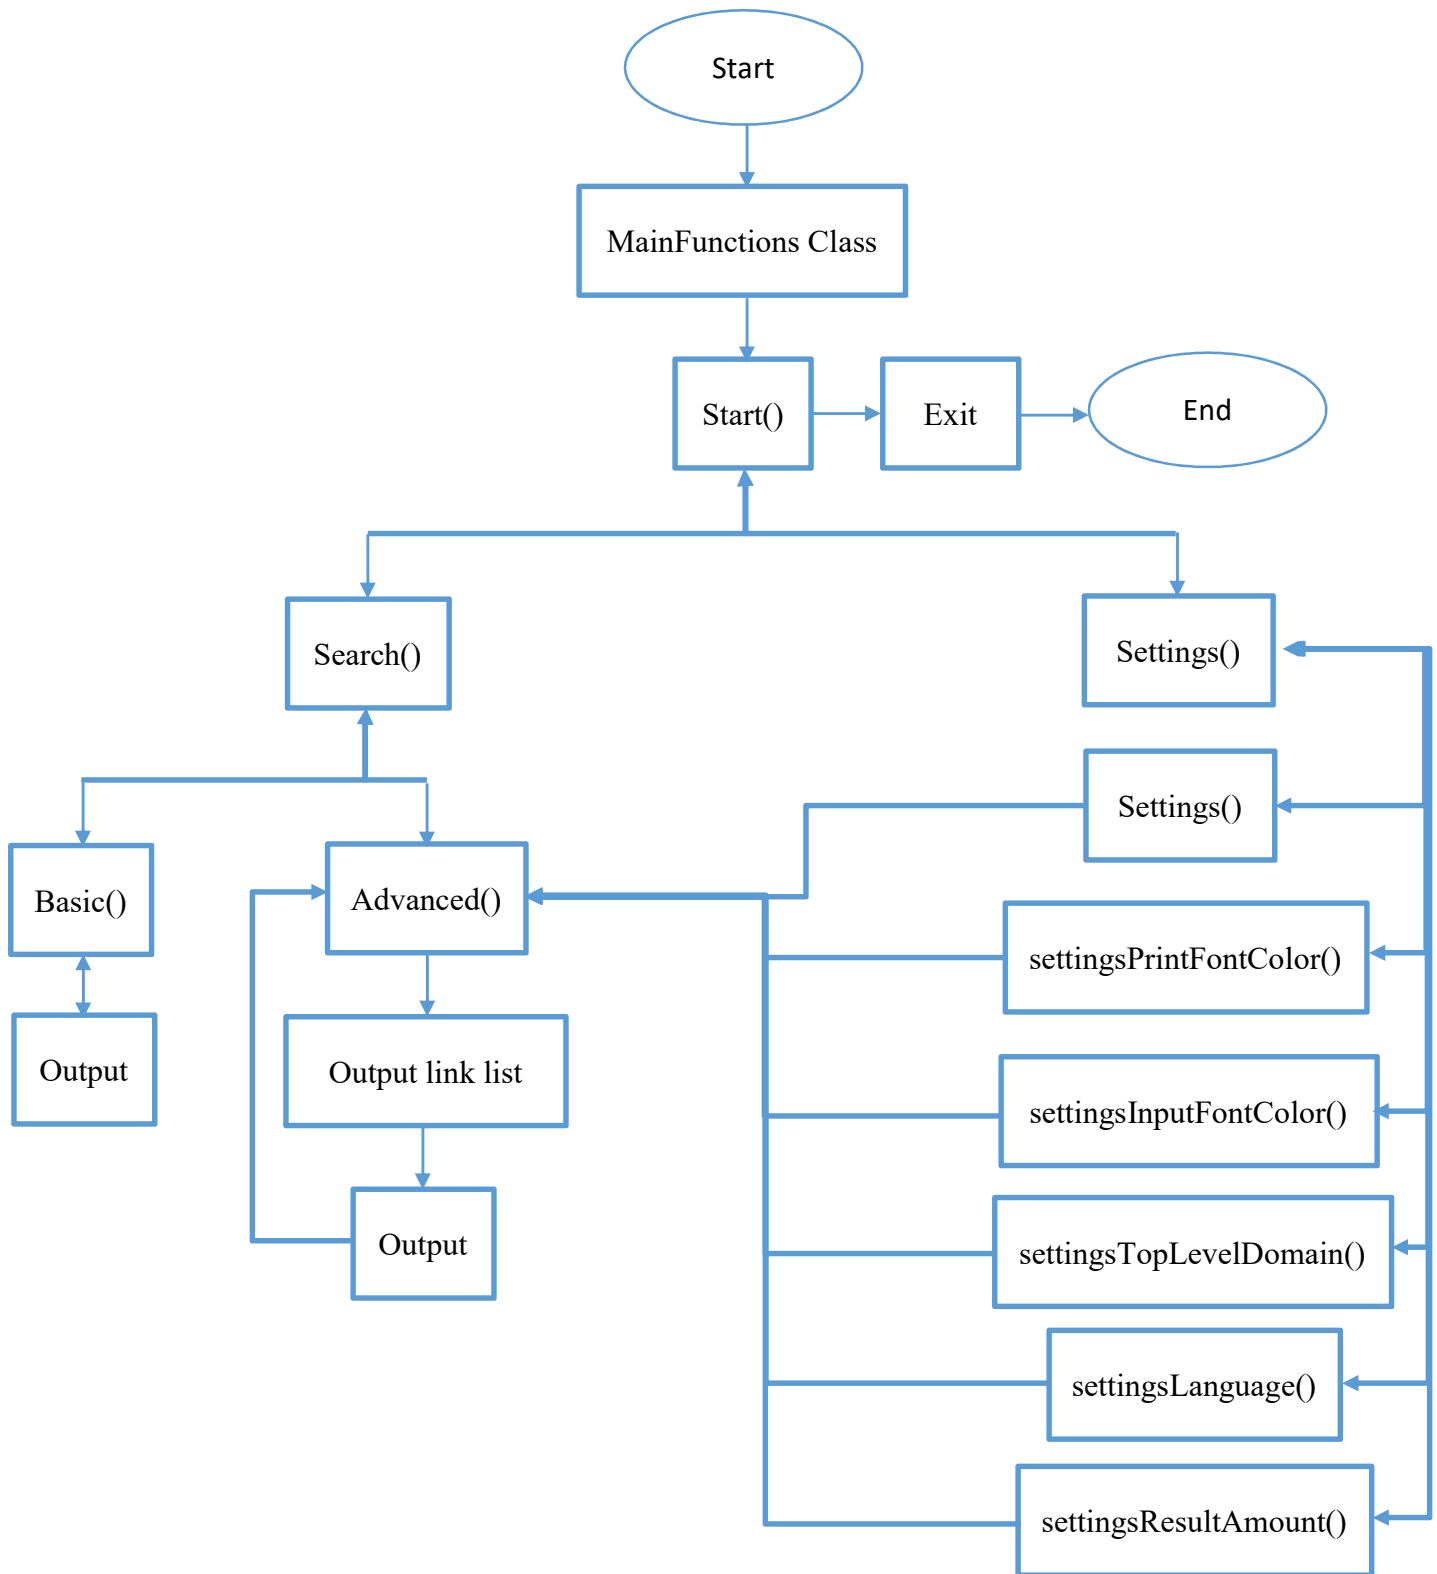 Start
MainFunctions Class
Start()
Exit
End
Search()
Settings()
Settings()
Basic()
Advanced()
settingsPrintFontColor()
Output
Output link list
settingsInputFontColor()
Output
settingsTopLevelDomain()
settingsLanguage()
settingsResultAmount()